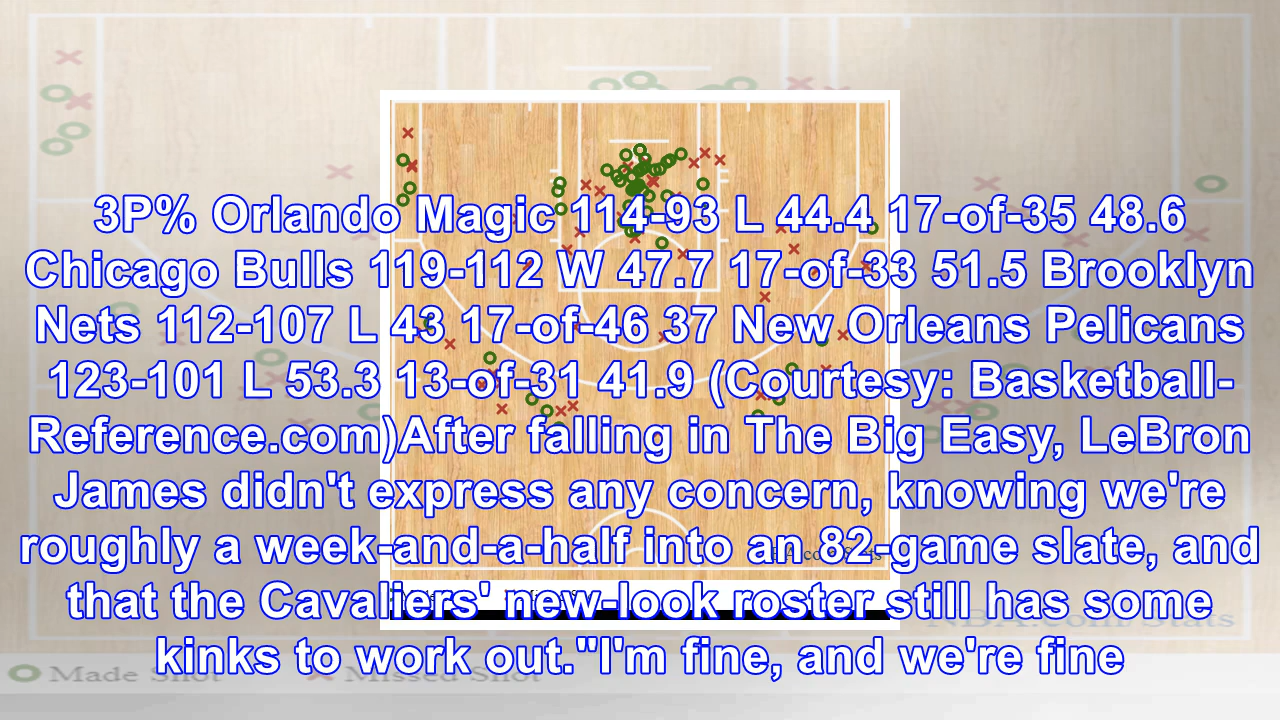 3P% Orlando Magic 114-93 L 44.4 17-of-35 48.6
Chicago Bulls 119-112 W 47.7 17-of-33 51.5 Brooklyn
Nets 112-107 L 43 17-of-46 37 New Orleans Pelicans
123-101 L 53.3 13-of-31 41.9 (Courtesy: Basketball-
Reference.com)After falling in The Big Easy, LeBron
James didn't express any concern, knowing we're
roughly a week-and-a-half into an 82-game slate, and
that the Cavaliers' new-look roster still has some
kinks to work out."I'm fine, and we're fine
NBA.com Stats
Made Shot
Missed Shot